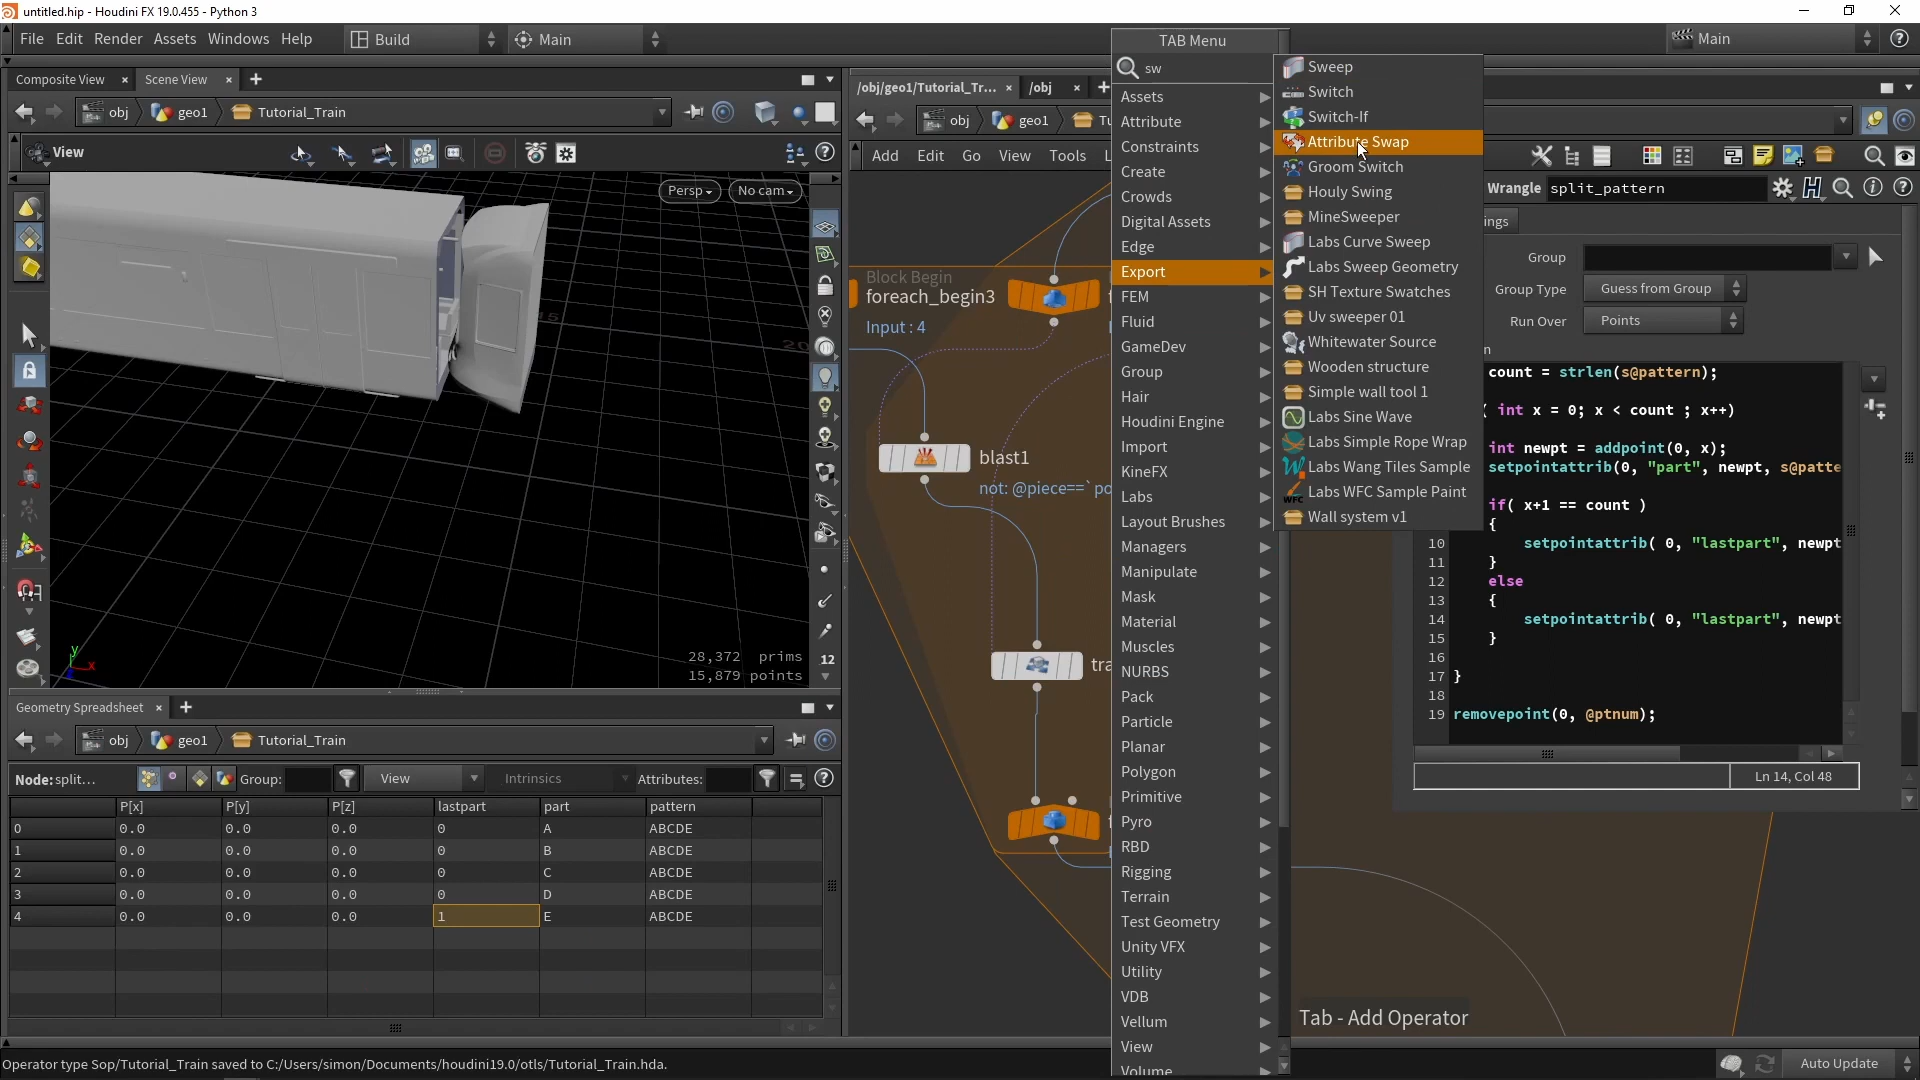 untitled.hip - Houdini FX 19.0.455 - Python 3
File Edit Render Assets Windows Help Build Main Main
Composite View × Scene View × +
obj geo1 Tutorial_Train
View
Persp No cam
28,372 prims
15,879 points
12
y
x
z
Geometry Spreadsheet × +
obj geo1 Tutorial_Train
Node: split... Group: View Intrinsics Attributes:
P[x] P[y] P[z] lastpart part pattern
0 0.0 0.0 0.0 0 A ABCDE
1 0.0 0.0 0.0 0 B ABCDE
2 0.0 0.0 0.0 0 C ABCDE
3 0.0 0.0 0.0 0 D ABCDE
4 0.0 0.0 0.0 1 E ABCDE
Operator type Sop/Tutorial_Train saved to C:/Users/simon/Documents/houdini19.0/otls/Tutorial_Train.hda.
/obj/geo1/Tutorial_Tr... × /obj × +
obj geo1 Tu
Add Edit Go View Tools L
Block Begin
foreach_begin3
Input : 4
blast1
not: @piece==`po
tra
TAB Menu
sw
Assets
Attribute
Constraints
Create
Crowds
Digital Assets
Edge
Export
FEM
Fluid
GameDev
Group
Hair
Houdini Engine
Import
KineFX
Labs
Layout Brushes
Managers
Manipulate
Mask
Material
Muscles
NURBS
Pack
Particle
Planar
Polygon
Primitive
Pyro
RBD
Rigging
Terrain
Test Geometry
Unity VFX
Utility
VDB
Vellum
View
Volume
Sweep
Switch
Switch-If
Attribute Swap
Groom Switch
Houly Swing
MineSweeper
Labs Curve Sweep
Labs Sweep Geometry
SH Texture Swatches
Uv sweeper 01
Whitewater Source
Wooden structure
Simple wall tool 1
Labs Sine Wave
Labs Simple Rope Wrap
Labs Wang Tiles Sample
Labs WFC Sample Paint
Wall system v1
Wrangle split_pattern
ings
Group
Group Type Guess from Group
Run Over Points
n
count = strlen(s@pattern);
( int x = 0; x < count ; x++)
int newpt = addpoint(0, x);
setpointattrib(0, "part", newpt, s@patte
if( x+1 == count )
{
10 setpointattrib( 0, "lastpart", newpt
11 }
12 else
13 {
14 setpointattrib( 0, "lastpart", newpt
15 }
16
17 }
18
19 removepoint(0, @ptnum);
Ln 14, Col 48
Tab - Add Operator
Auto Update